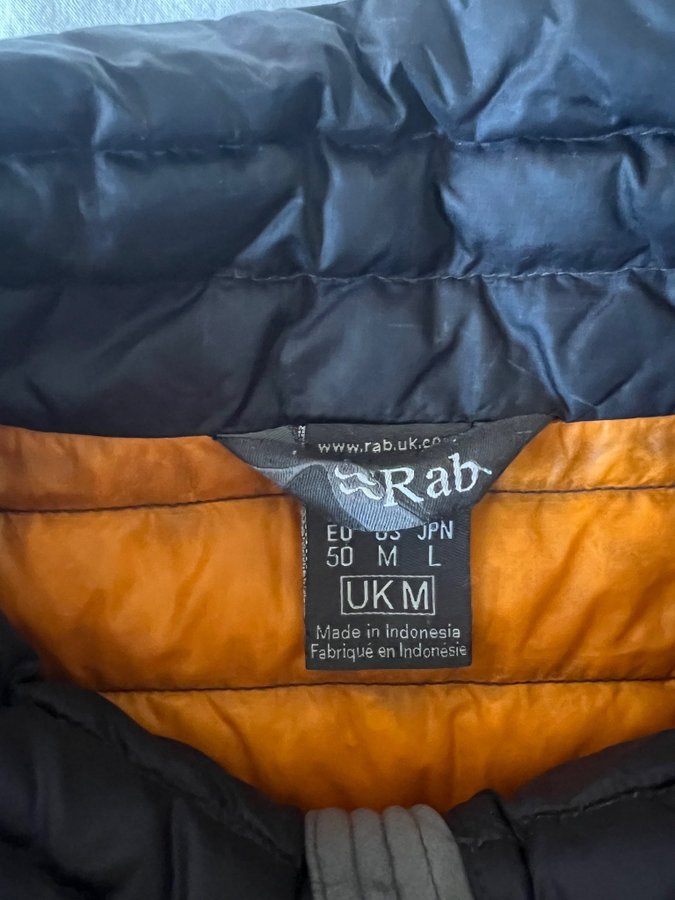 www.rab.uk.co
Rab
EU US JPN
50 M L
UK M
Made in Indonesia
Fabriqué en Indonésie